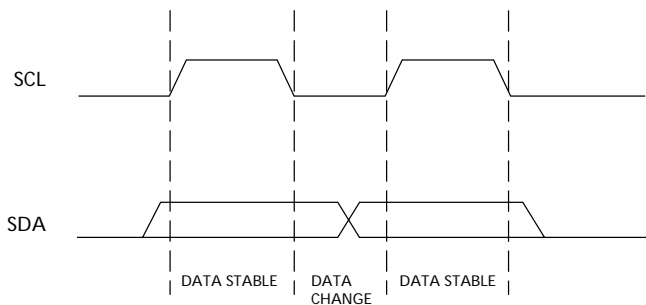 SCL
SDA
DATA STABLE
DATA
CHANGE
DATA STABLE